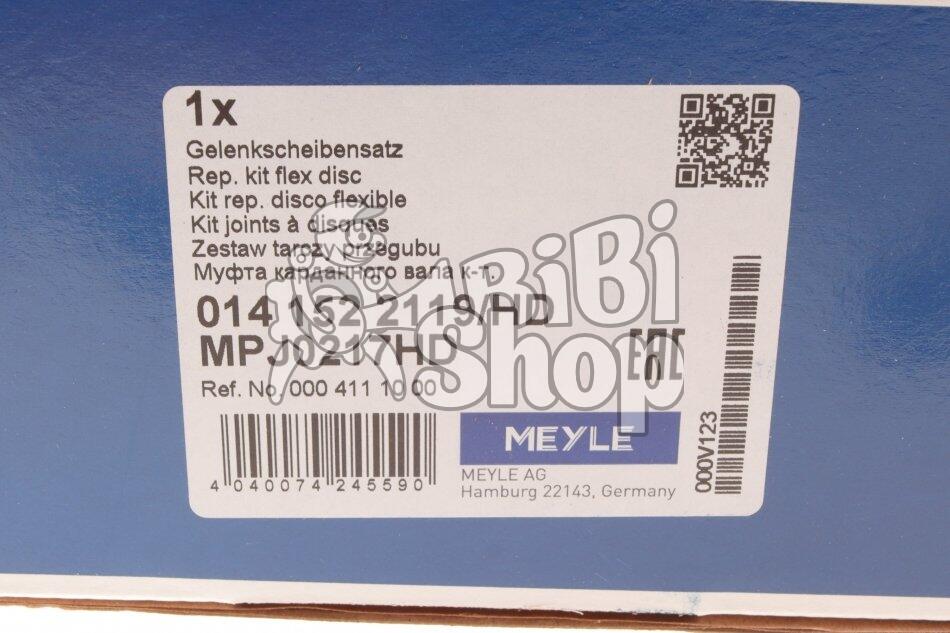 1x
Gelenkscheibensatz
Rep. kit flex disc
Kit rep. disco flexible
Kit joints à disques
Zestaw tarczy przegubu
Муфта карданного вала к-т.
014 152 2119/HD
MPJ0217HD
Ref. No. 000 411 10 00
BiBi
Shop
EAC
MEYLE
MEYLE AG
Hamburg 22143, Germany
4 040074 245590
000V123